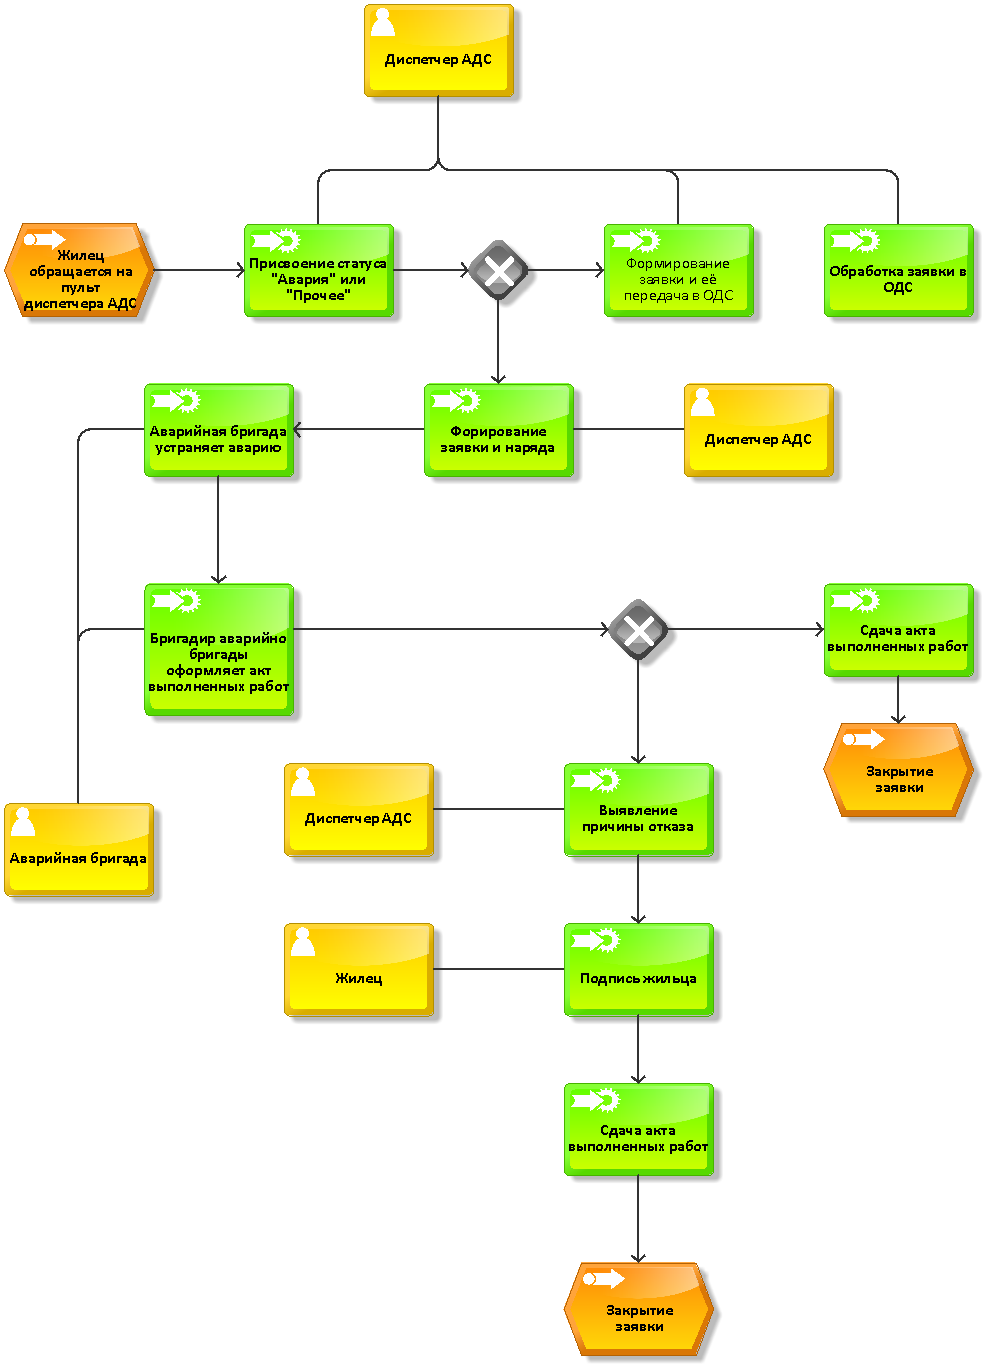 Диспетчер АДС
Жилец
обращается на
пульт
диспетчера АДС
Присвоение статуса
"Авария" или
"Прочее"
Формирование
заявки и её
передача в ОДС
Обработка заявки в
ОДС
Аварийная бригада
устраняет аварию
Форирование
заявки и наряда
Диспетчер АДС
Бригадир аварийно
бригады
оформляет акт
выполненных работ
Сдача акта
выполненных работ
Закрытие
заявки
Диспетчер АДС
Выявление
причины отказа
Аварийная бригада
Жилец
Подпись жильца
Сдача акта
выполненных работ
Закрытие
заявки